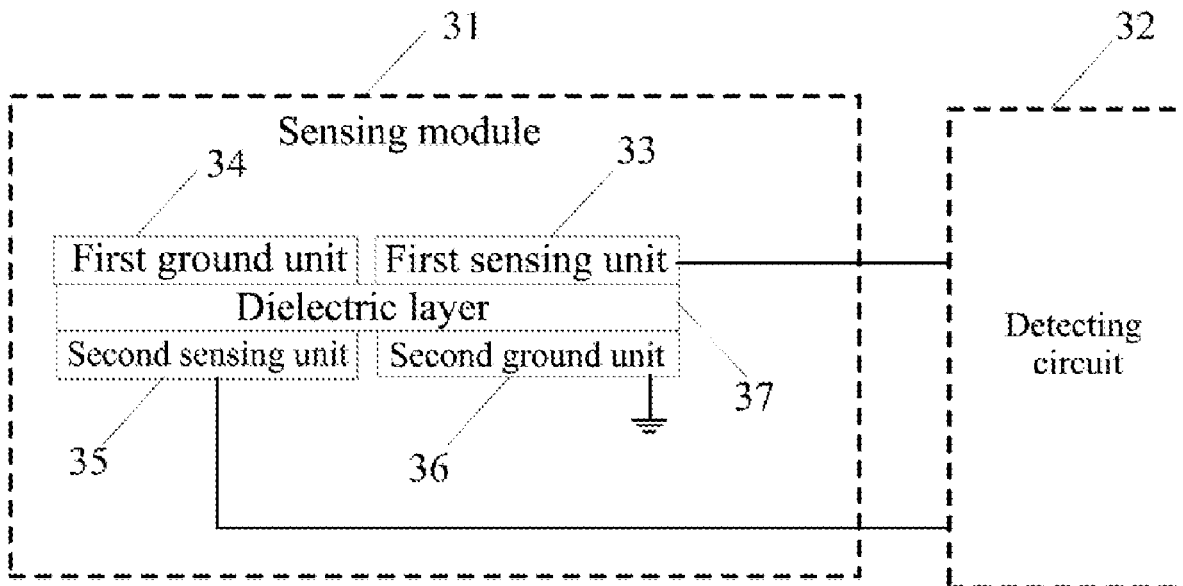 31
32
Sensing module
34
33
First ground unit
First sensing unit
Dielectric layer
Second sensing unit
Second ground unit
Detecting
circuit
37
35
36